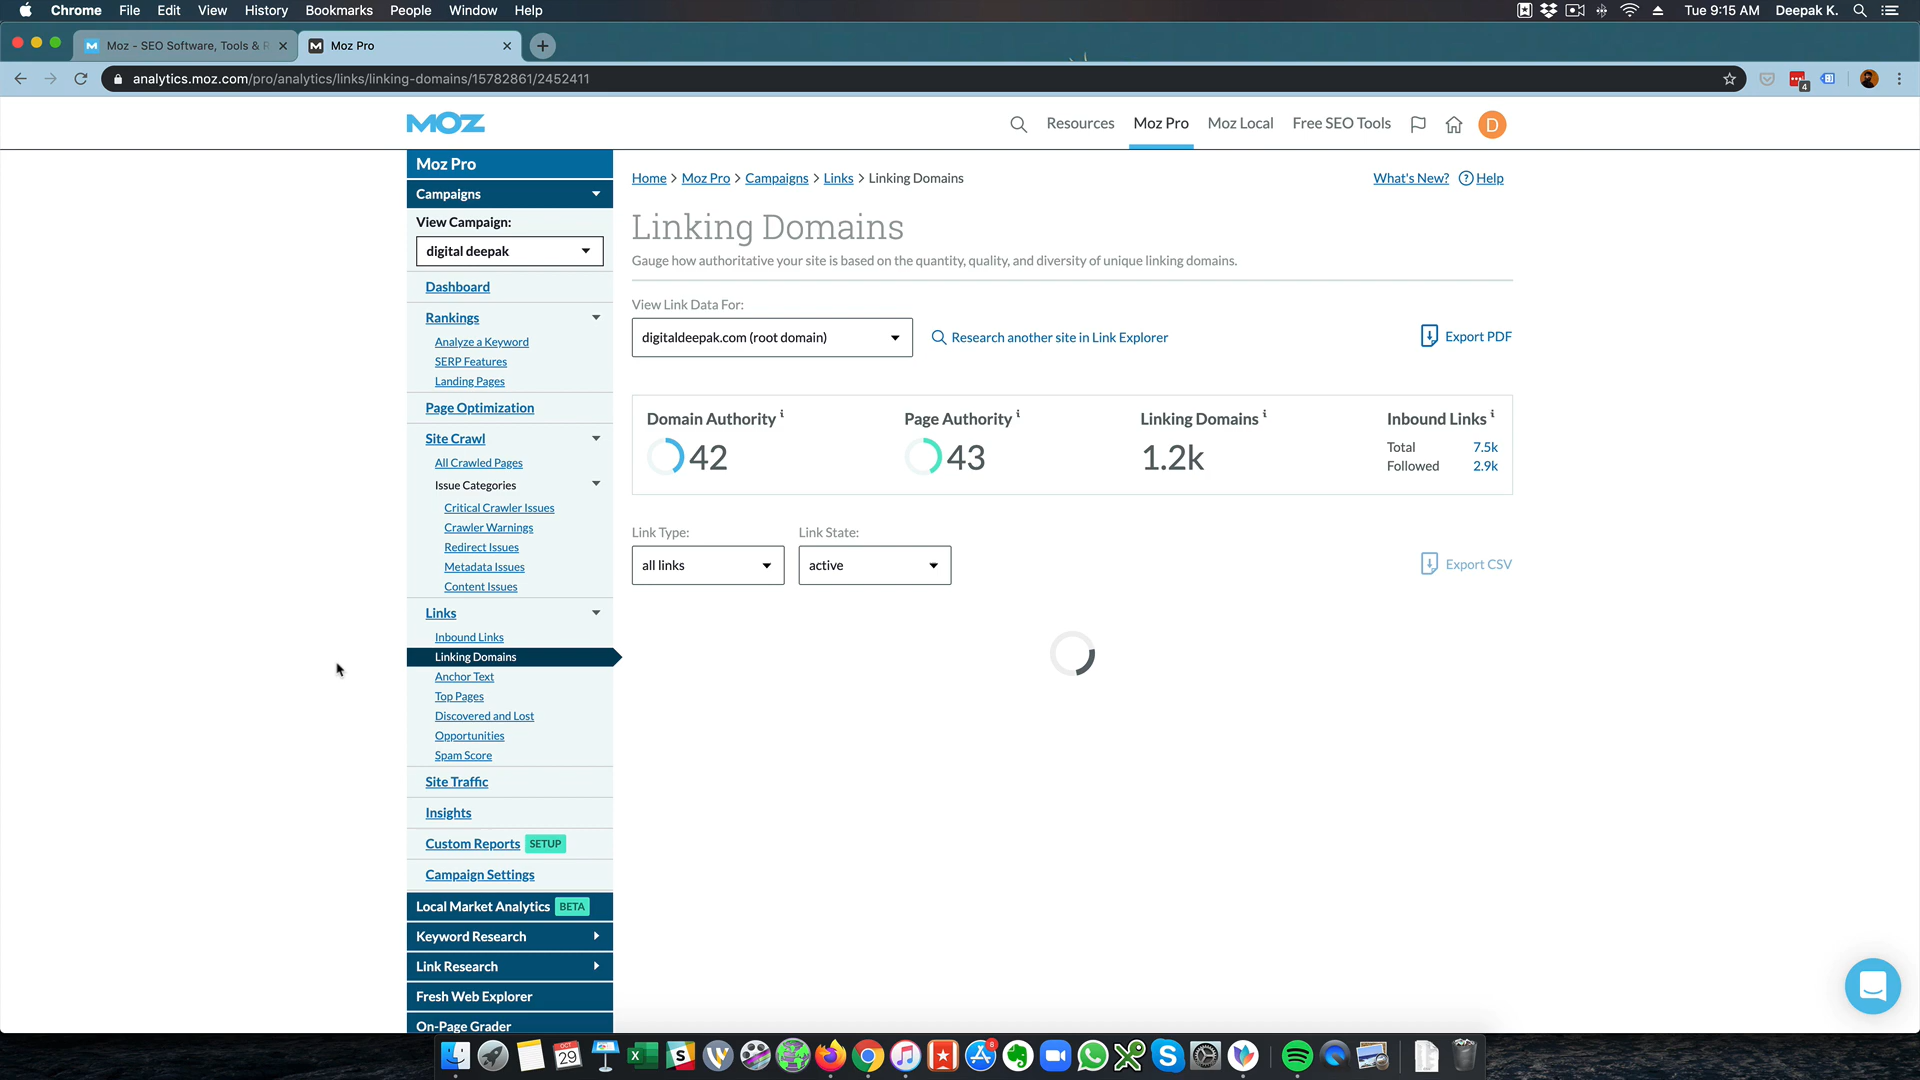 Chrome File Edit View History Bookmarks People Window Help
Tue 9:15 AM Deepak K.
Moz - SEO Software, Tools & R
Moz Pro
analytics.moz.com/pro/analytics/links/linking-domains/15782861/2452411
4
MOZ
Resources Moz Pro Moz Local Free SEO Tools
D
Moz Pro
Campaigns
View Campaign:
digital deepak
Dashboard
Rankings
Analyze a Keyword
SERP Features
Landing Pages
Page Optimization
Site Crawl
All Crawled Pages
Issue Categories
Critical Crawler Issues
Crawler Warnings
Redirect Issues
Metadata Issues
Content Issues
Links
Inbound Links
Linking Domains
Anchor Text
Top Pages
Discovered and Lost
Opportunities
Spam Score
Site Traffic
Insights
Custom Reports SETUP
Campaign Settings
Local Market Analytics BETA
Keyword Research
Link Research
Fresh Web Explorer
On-Page Grader
Home > Moz Pro > Campaigns > Links > Linking Domains
What's New? ? Help
Linking Domains
Gauge how authoritative your site is based on the quantity, quality, and diversity of unique linking domains.
View Link Data For:
digitaldeepak.com (root domain)
Research another site in Link Explorer
Export PDF
Domain Authority i
42
Page Authority i
43
Linking Domains i
1.2k
Inbound Links i
Total 7.5k
Followed 2.9k
Link Type:
all links
Link State:
active
Export CSV
OCT
29
8